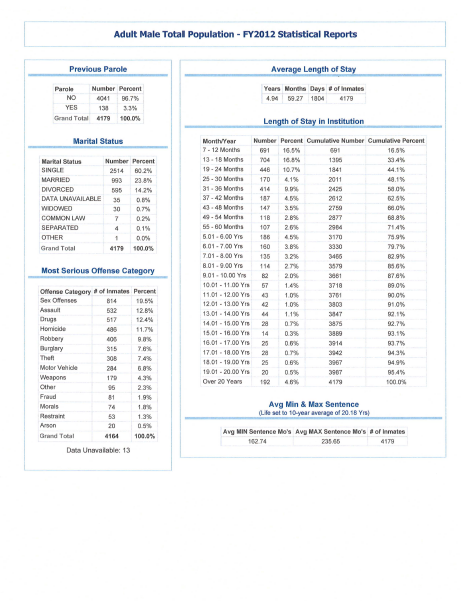 Adult Male Total Population - FY2012 Statistical Reports
Previous Parole
Parole Number Percent
NO 4041 96.7%
YES 138 3.3%
Grand Total 4179 100.0%
Marital Status
Marital Status Number Percent
SINGLE 2514 60.2%
MARRIED 993 23.8%
DIVORCED 595 14.2%
DATA UNAVAILABLE 35 0.8%
WIDOWED 30 0.7%
COMMON LAW 7 0.2%
SEPARATED 4 0.1%
OTHER 1 0.0%
Grand Total 4179 100.0%
Most Serious Offense Category
Offense Category # of Inmates Percent
Sex Offenses 814 19.5%
Assault 532 12.8%
Drugs 517 12.4%
Homicide 486 11.7%
Robbery 406 9.8%
Burglary 315 7.6%
Theft 308 7.4%
Motor Vehicle 284 6.8%
Weapons 179 4.3%
Other 95 2.3%
Fraud 81 1.9%
Morals 74 1.8%
Restraint 53 1.3%
Arson 20 0.5%
Grand Total 4164 100.0%
Data Unavailable: 13
Average Length of Stay
Years Months Days # of Inmates
4.94 59.27 1804 4179
Length of Stay in Institution
Month/Year Number Percent Cumulative Number Cumulative Percent
7 - 12 Months 691 16.5% 691 16.5%
13 - 18 Months 704 16.8% 1395 33.4%
19 - 24 Months 446 10.7% 1841 44.1%
25 - 30 Months 170 4.1% 2011 48.1%
31 - 36 Months 414 9.9% 2425 58.0%
37 - 42 Months 187 4.5% 2612 62.5%
43 - 48 Months 147 3.5% 2759 66.0%
49 - 54 Months 118 2.8% 2877 68.8%
55 - 60 Months 107 2.6% 2984 71.4%
5.01 - 6.00 Yrs 186 4.5% 3170 75.9%
6.01 - 7.00 Yrs 160 3.8% 3330 79.7%
7.01 - 8.00 Yrs 135 3.2% 3465 82.9%
8.01 - 9.00 Yrs 114 2.7% 3579 85.6%
9.01 - 10.00 Yrs 82 2.0% 3661 87.6%
10.01 - 11.00 Yrs 57 1.4% 3718 89.0%
11.01 - 12.00 Yrs 43 1.0% 3761 90.0%
12.01 - 13.00 Yrs 42 1.0% 3803 91.0%
13.01 - 14.00 Yrs 44 1.1% 3847 92.1%
14.01 - 15.00 Yrs 28 0.7% 3875 92.7%
15.01 - 16.00 Yrs 14 0.3% 3889 93.1%
16.01 - 17.00 Yrs 25 0.6% 3914 93.7%
17.01 - 18.00 Yrs 28 0.7% 3942 94.3%
18.01 - 19.00 Yrs 25 0.6% 3967 94.9%
19.01 - 20.00 Yrs 20 0.5% 3987 95.4%
Over 20 Years 192 4.6% 4179 100.0%
Avg Min & Max Sentence
(Life set to 10-year average of 20.18 Yrs)
Avg MIN Sentence Mo's Avg MAX Sentence Mo's # of Inmates
162.74 235.65 4179